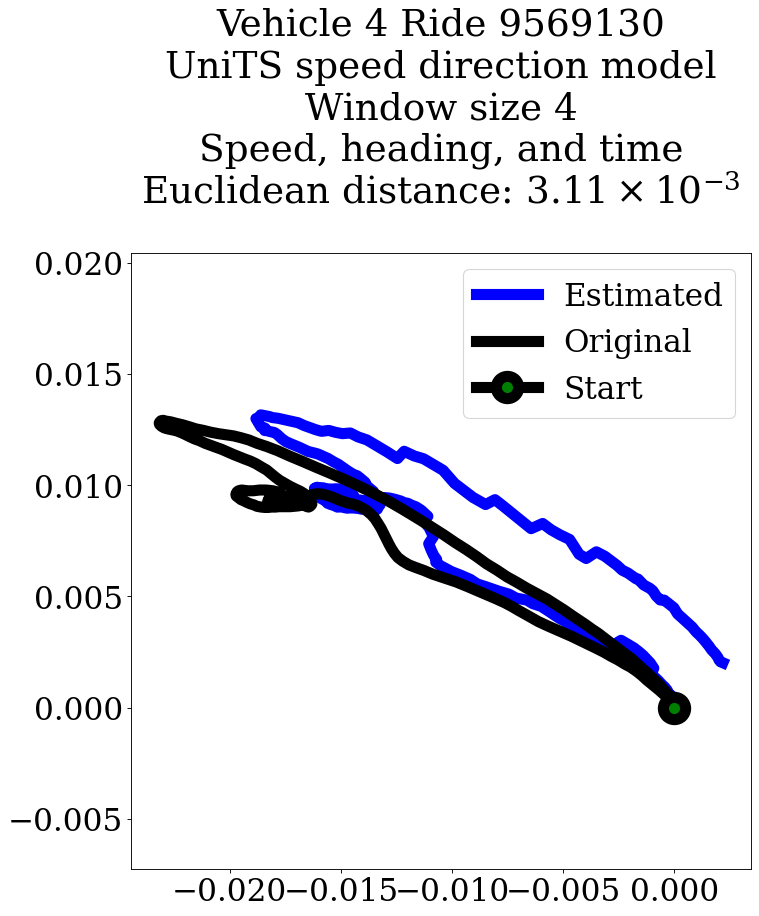 Vehicle 4 Ride 9569130
UniTS speed direction model
Window size 4
Speed, heading, and time
Euclidean distance: 3.11 × 10⁻³
0.020
0.015
0.010
0.005
0.000
−0.005
Estimated
Original
Start
−0.020 −0.015 −0.010 −0.005 0.000